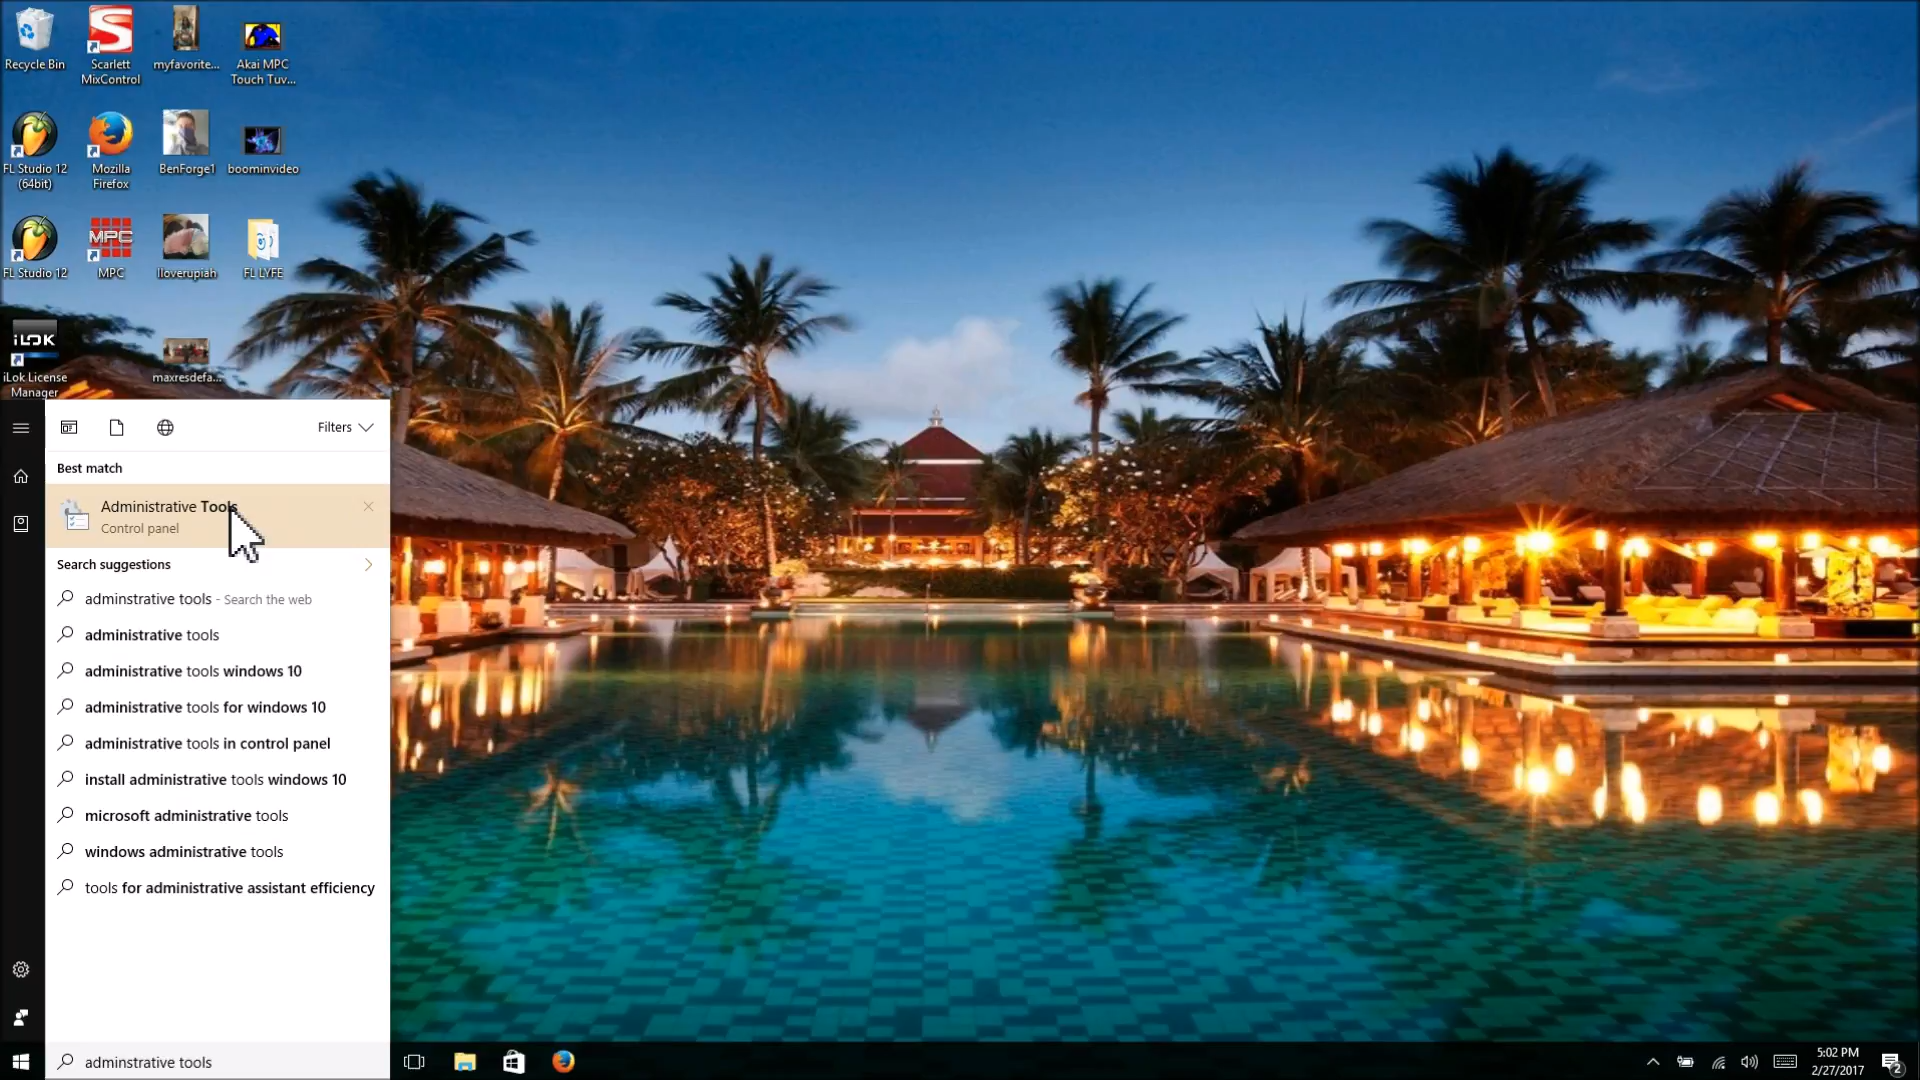 Recycle Bin
Scarlett
MixControl
myfavorite...
Akai MPC
Touch Tuv...
FL Studio 12
(64bit)
Mozilla
Firefox
BenForge1
boominvideo
MPC
FL Studio 12
MPC
Iloverupiah
FL LYFE
iLOK
iLok License
Manager
maxresdefa...
Filters
Best match
Administrative Tools
Control panel
Search suggestions
adminstrative tools - Search the web
administrative tools
administrative tools windows 10
administrative tools for windows 10
administrative tools in control panel
install administrative tools windows 10
microsoft administrative tools
windows administrative tools
tools for administrative assistant efficiency
adminstrative tools
5:02 PM
2/27/2017
2